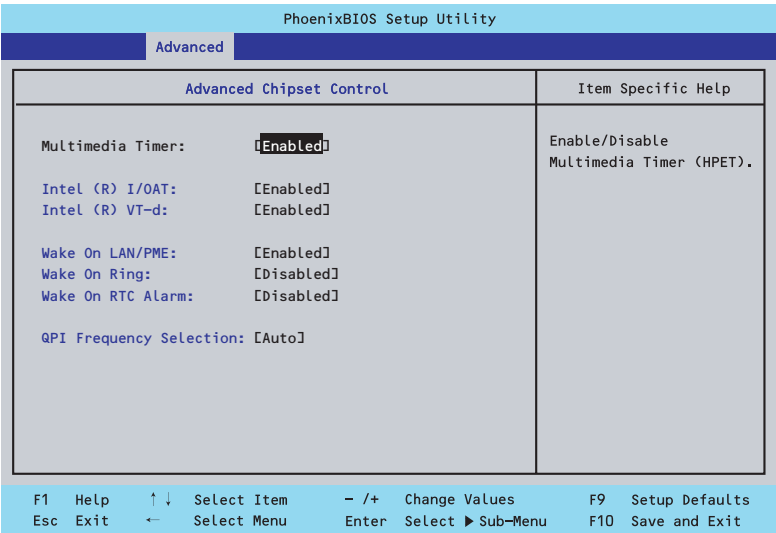 PhoenixBIOS Setup Utility
Advanced
Advanced Chipset Control
Item Specific Help
Multimedia Timer: [Enabled]
Intel (R) I/OAT: [Enabled]
Intel (R) VT-d: [Enabled]
Wake On LAN/PME: [Enabled]
Wake On Ring: [Disabled]
Wake On RTC Alarm: [Disabled]
QPI Frequency Selection: [Auto]
Enable/Disable
Multimedia Timer (HPET).
F1 Help ↑ ↓ Select Item - /+ Change Values F9 Setup Defaults
Esc Exit ← Select Menu Enter Select ▶ Sub-Menu F10 Save and Exit